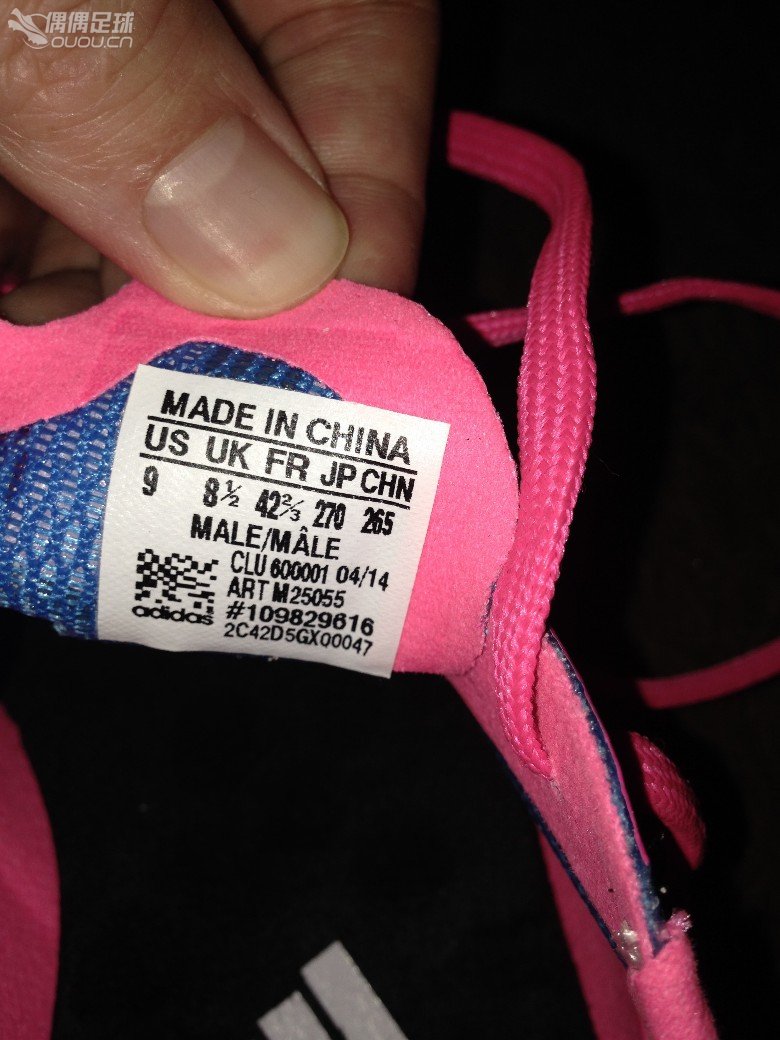 偶偶足球
OUOU.CN
MADE IN CHINA
US UK FR JP CHN
9 8½ 42⅔ 270 265
MALE/MÂLE
CLU 600001 04/14
ART M25055
#109829616
adidas
2C42D5GX00047